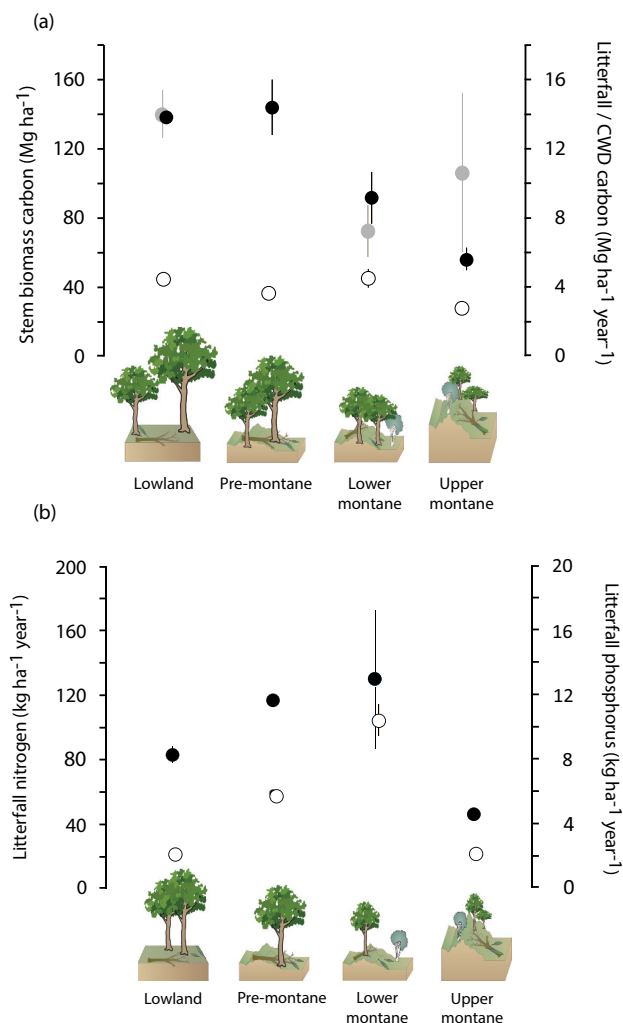 (a)
Stem biomass carbon (Mg ha⁻¹)
160
120
80
40
0
16
12
8
4
0
Litterfall / CWD carbon (Mg ha⁻¹ year⁻¹)
Lowland
Pre-montane
Lower
montane
Upper
montane
(b)
Litterfall nitrogen (kg ha⁻¹ year⁻¹)
200
160
120
80
40
0
20
16
12
8
4
0
Litterfall phosphorus (kg ha⁻¹ year⁻¹)
Lowland
Pre-montane
Lower
montane
Upper
montane